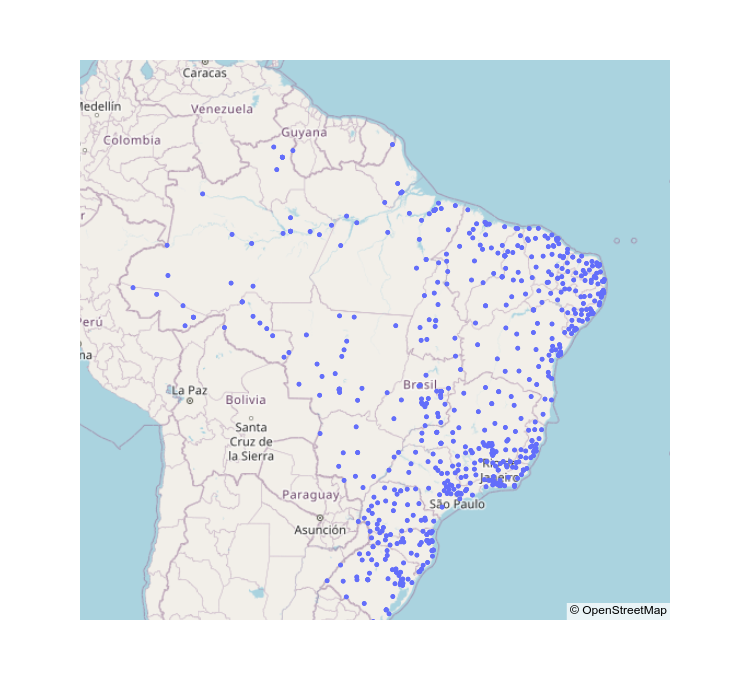 Caracas
Medellín
Venezuela
Guyana
Colombia
Perú
La Paz
Brasil
Bolivia
Santa
Cruz de
la Sierra
Rio de
Janeiro
Paraguay
São Paulo
Asunción
© OpenStreetMap